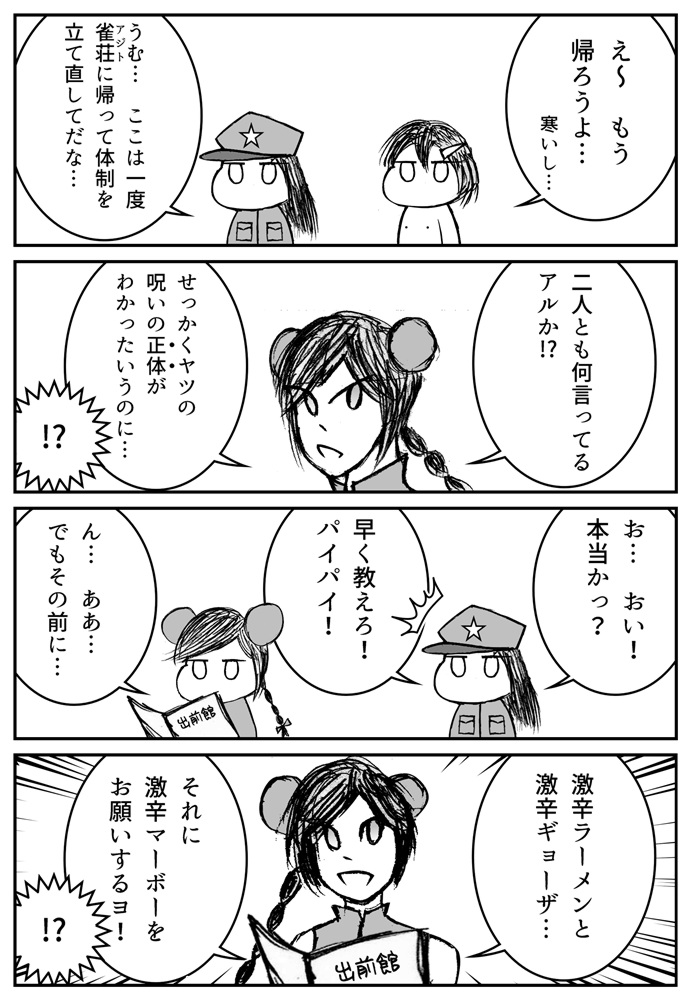 え〜　もう
帰ろうよ…
寒いし…
うむ…　ここは一度
雀荘に帰って体制を
アジト
立て直してだな…
二人とも何言ってる
アルか!?
せっかくヤツの
呪いの正体が
わかったいうのに…
!?
お…　おい！
本当かっ？
早く教えろ！
パイパイ！
ん…　ああ…
でもその前に…
出前館
激辛ラーメンと
激辛ギョーザ…
それに
激辛マーボーを
お願いするヨ！
!?
出前館